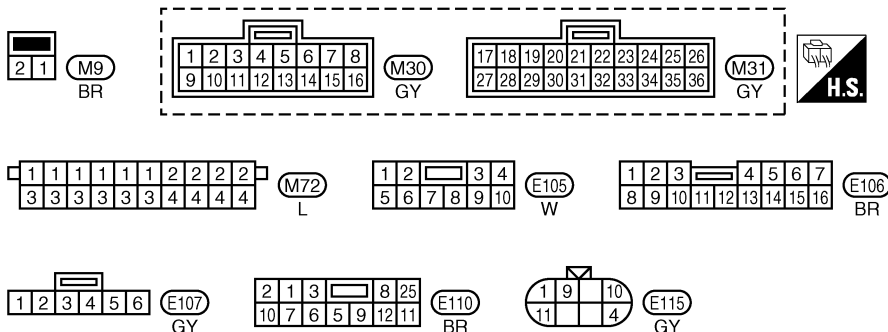 2 1
M9
BR
1 2 3 4 5 6 7 8
9 10 11 12 13 14 15 16
M30
GY
17 18 19 20 21 22 23 24 25 26
27 28 29 30 31 32 33 34 35 36
M31
GY
H.S.
1 1 1 1 1 1 2 2 2 2
3 3 3 3 3 3 4 4 4 4
M72
L
1 2 3 4
5 6 7 8 9 10
E105
W
1 2 3 4 5 6 7
8 9 10 11 12 13 14 15 16
E106
BR
1 2 3 4 5 6
E107
GY
2 1 3 8 25
10 7 6 5 9 12 11
E110
BR
1 9 10
11 4
E115
GY